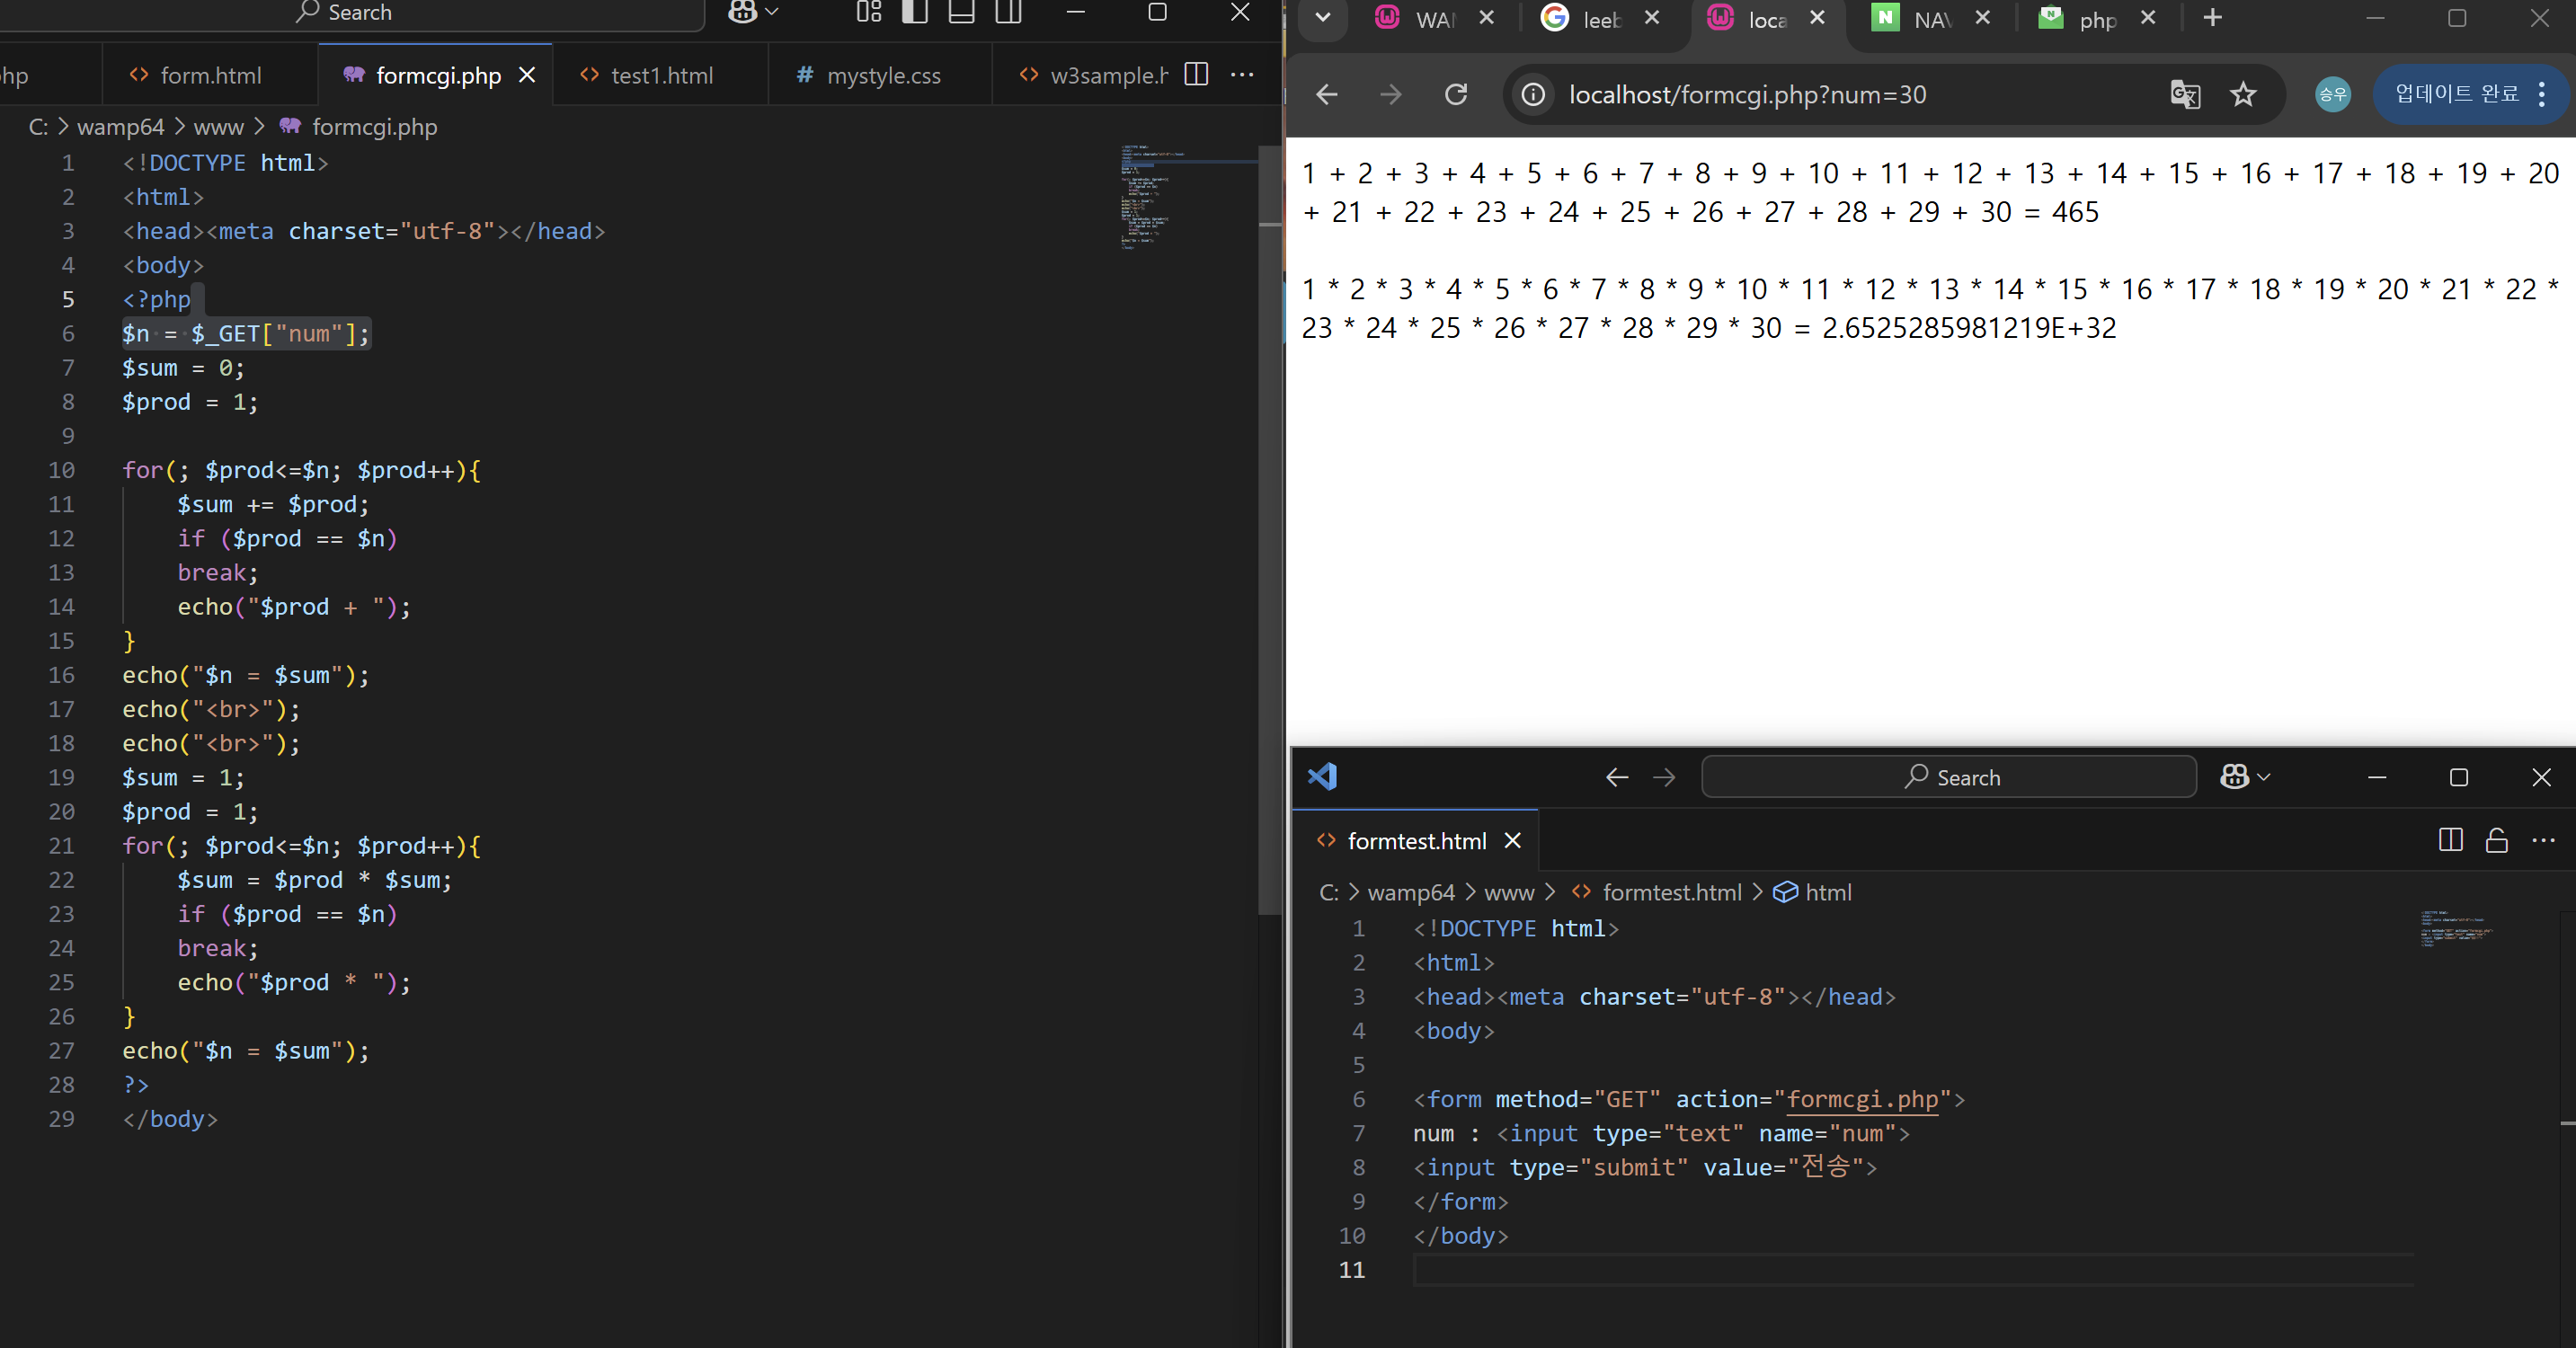 Search
hp
form.html
formcgi.php
test1.html
mystyle.css
w3sample.h
C: > wamp64 > www > formcgi.php
1 <!DOCTYPE html>
2 <html>
3 <head><meta charset="utf-8"></head>
4 <body>
5 <?php
6 $n = $_GET["num"];
7 $sum = 0;
8 $prod = 1;
9
10 for(; $prod<=$n; $prod++){
11 $sum += $prod;
12 if ($prod == $n)
13 break;
14 echo("$prod + ");
15 }
16 echo("$n = $sum");
17 echo("<br>");
18 echo("<br>");
19 $sum = 1;
20 $prod = 1;
21 for(; $prod<=$n; $prod++){
22 $sum = $prod * $sum;
23 if ($prod == $n)
24 break;
25 echo("$prod * ");
26 }
27 echo("$n = $sum");
28 ?>
29 </body>
WAI
leeb
loca
NAV
php
localhost/formcgi.php?num=30
승우
업데이트 완료
1 + 2 + 3 + 4 + 5 + 6 + 7 + 8 + 9 + 10 + 11 + 12 + 13 + 14 + 15 + 16 + 17 + 18 + 19 + 20
+ 21 + 22 + 23 + 24 + 25 + 26 + 27 + 28 + 29 + 30 = 465
1 * 2 * 3 * 4 * 5 * 6 * 7 * 8 * 9 * 10 * 11 * 12 * 13 * 14 * 15 * 16 * 17 * 18 * 19 * 20 * 21 * 22 *
23 * 24 * 25 * 26 * 27 * 28 * 29 * 30 = 2.6525285981219E+32
Search
formtest.html
C: > wamp64 > www > formtest.html > html
1 <!DOCTYPE html>
2 <html>
3 <head><meta charset="utf-8"></head>
4 <body>
5
6 <form method="GET" action="formcgi.php">
7 num : <input type="text" name="num">
8 <input type="submit" value="전송">
9 </form>
10 </body>
11